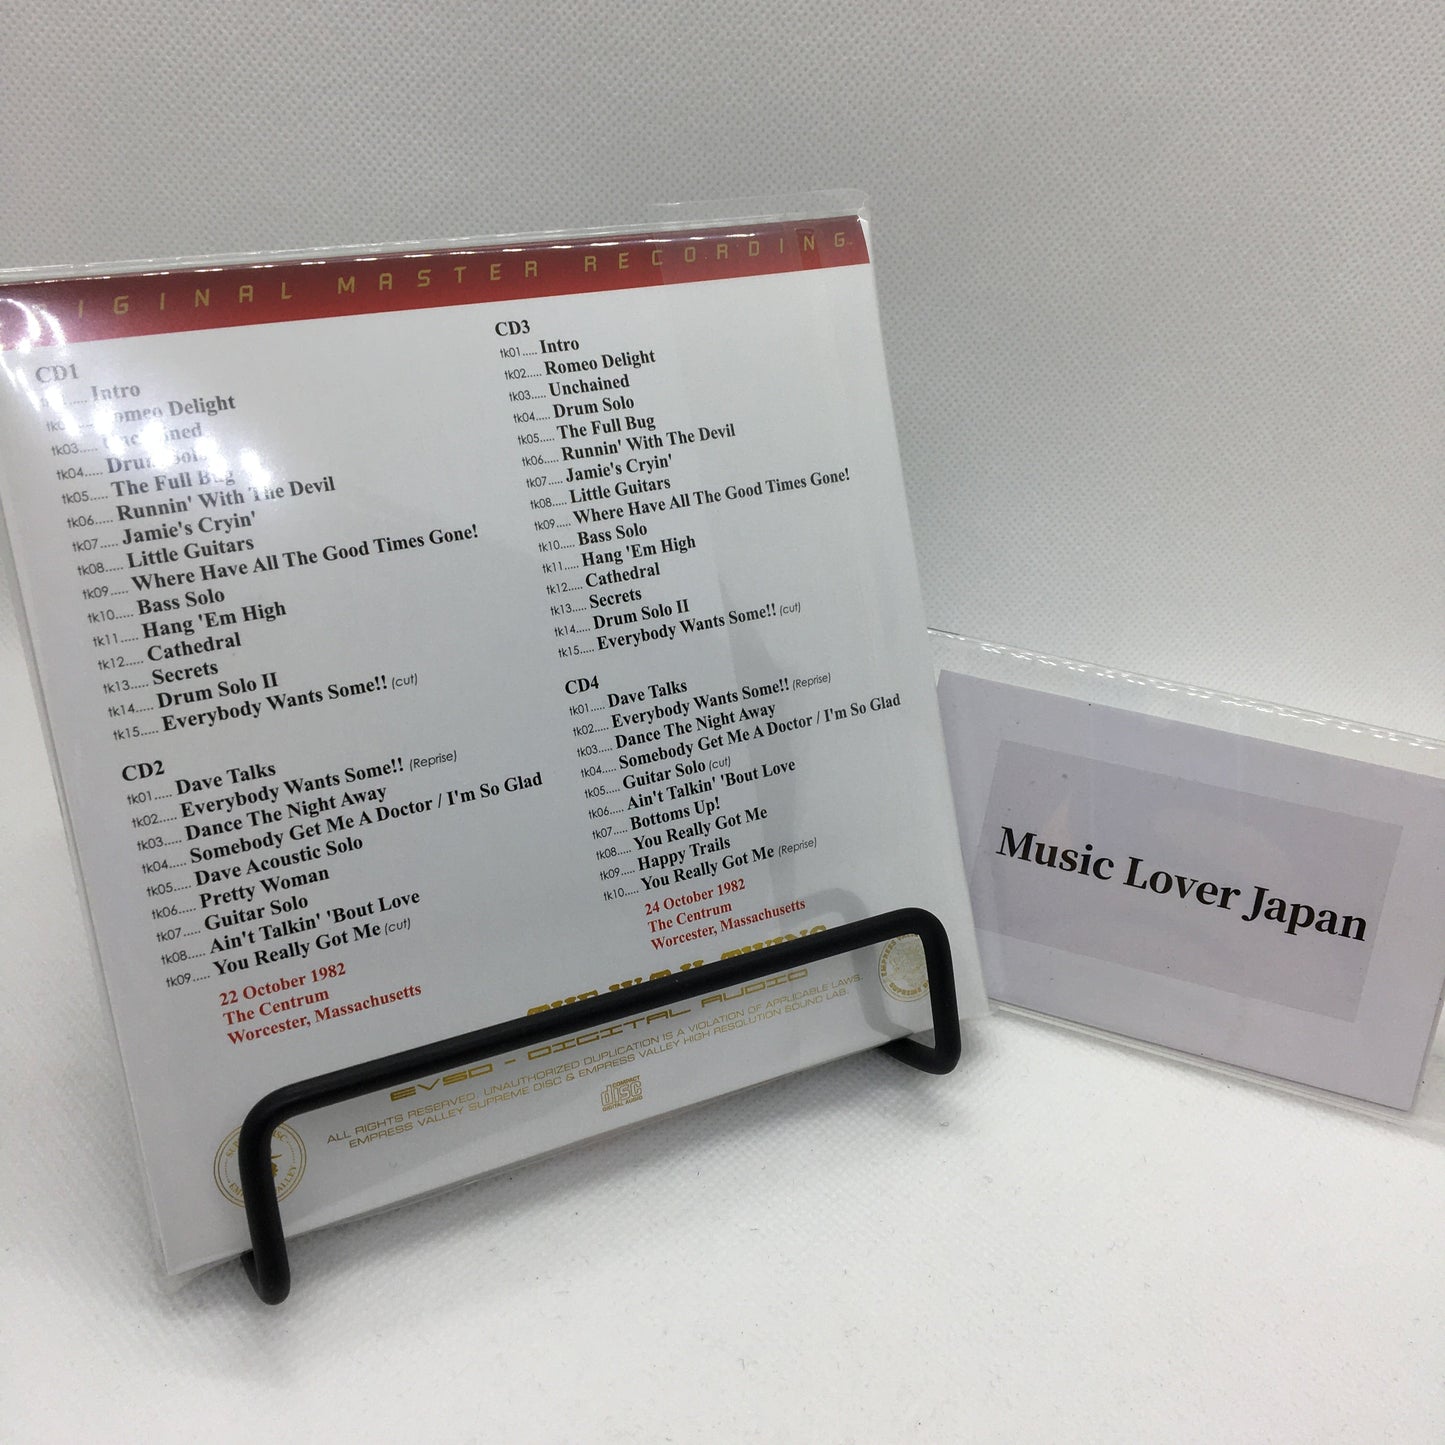 ORIGINAL MASTER RECORDING
CD1
Intro
Romeo Delight
tk03..... Unchained
tk04..... Drum Solo
tk05..... The Full Bug
tk06..... Runnin' With The Devil
tk07..... Jamie's Cryin'
tk08..... Little Guitars
tk09..... Where Have All The Good Times Gone!
tk10..... Bass Solo
tk11..... Hang 'Em High
tk12..... Cathedral
tk13..... Secrets
tk14..... Drum Solo II
tk15..... Everybody Wants Some!! (cut)
CD2
tk01..... Dave Talks
tk02..... Everybody Wants Some!! (Reprise)
tk03..... Dance The Night Away
tk04..... Somebody Get Me A Doctor / I'm So Glad
tk05..... Dave Acoustic Solo
tk06..... Pretty Woman
tk07..... Guitar Solo
tk08..... Ain't Talkin' 'Bout Love
tk09..... You Really Got Me (cut)
22 October 1982
The Centrum
Worcester, Massachusetts
CD3
tk01..... Intro
tk02..... Romeo Delight
tk03..... Unchained
tk04..... Drum Solo
tk05..... The Full Bug
tk06..... Runnin' With The Devil
tk07..... Jamie's Cryin'
tk08..... Little Guitars
tk09..... Where Have All The Good Times Gone!
tk10..... Bass Solo
tk11..... Hang 'Em High
tk12..... Cathedral
tk13..... Secrets
tk14..... Drum Solo II
tk15..... Everybody Wants Some!! (cut)
CD4
tk01..... Dave Talks
tk02..... Everybody Wants Some!! (Reprise)
tk03..... Dance The Night Away
tk04..... Somebody Get Me A Doctor / I'm So Glad
tk05..... Guitar Solo (cut)
tk06..... Ain't Talkin' 'Bout Love
tk07..... Bottoms Up!
tk08..... You Really Got Me
tk09..... Happy Trails
tk10..... You Really Got Me (Reprise)
24 October 1982
The Centrum
Worcester, Massachusetts
EVSD - DIGITAL AUDIO
ALL RIGHTS RESERVED. UNAUTHORIZED DUPLICATION IS A VIOLATION OF APPLICABLE LAWS.
EMPRESS VALLEY SUPREME DISC & EMPRESS VALLEY HIGH RESOLUTION SOUND LAB.
COMPACT
disc
DIGITAL AUDIO
Music Lover Japan